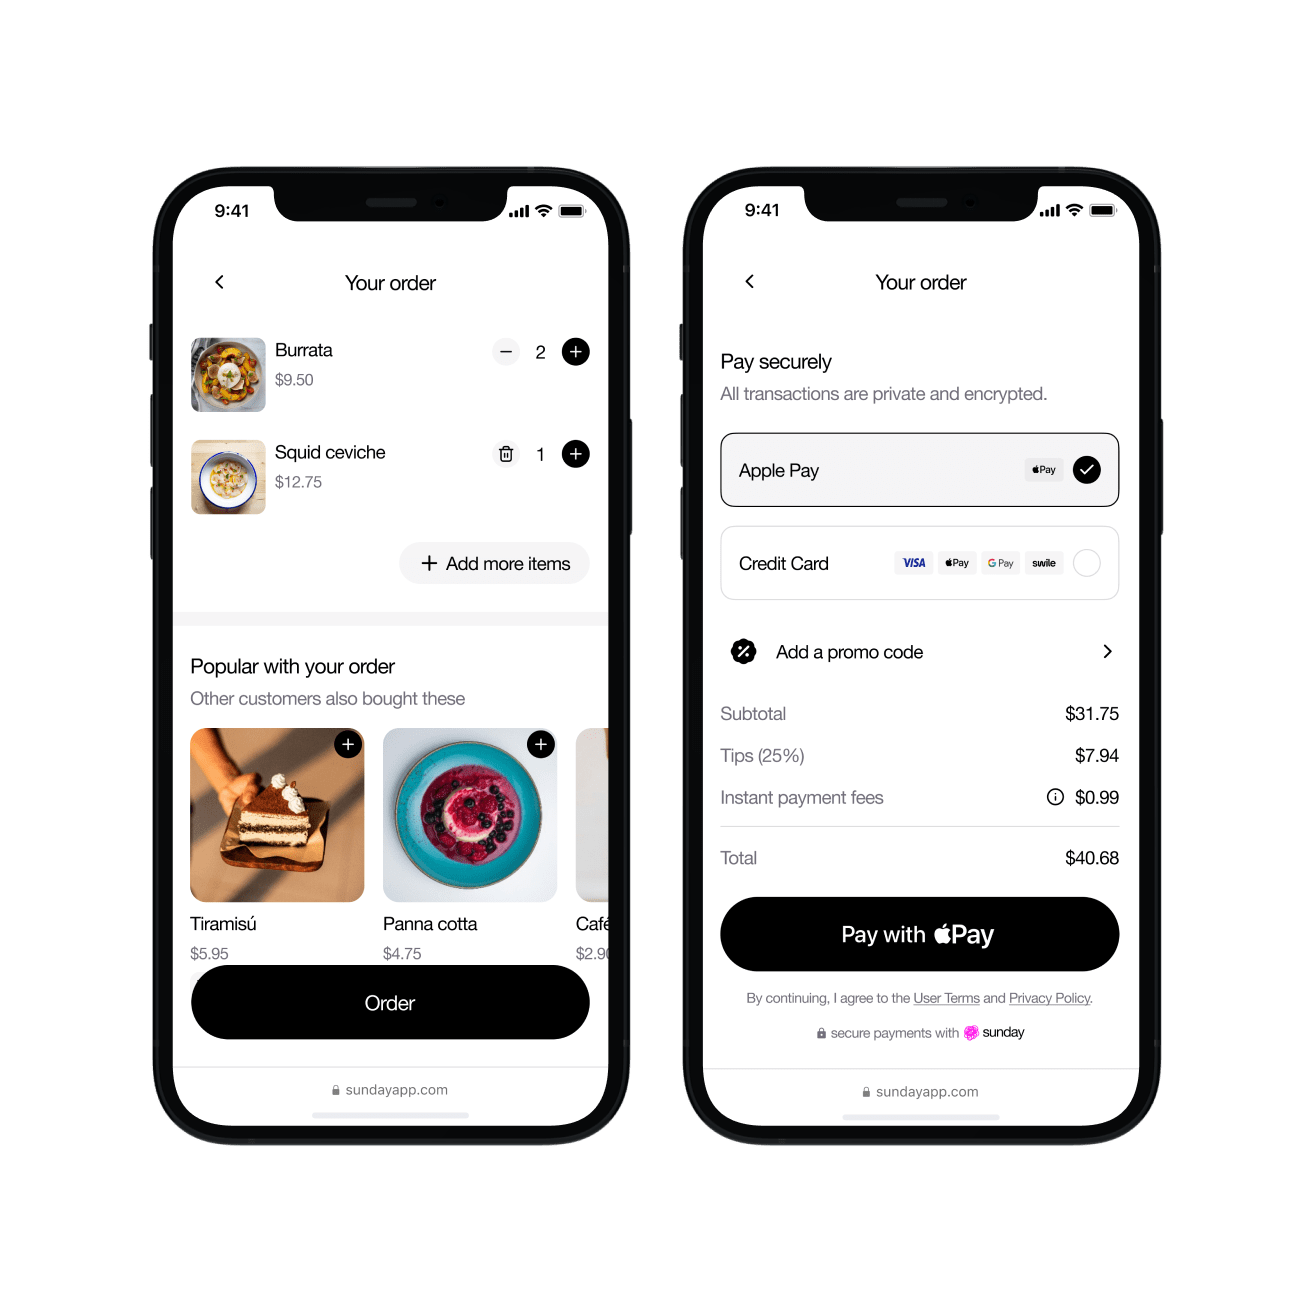 9:41
Your order
Burrata
2
$9.50
Squid ceviche
1
$12.75
Add more items
Popular with your order
Other customers also bought these
Tiramisú
Panna cotta
Café
$5.95
$4.75
$2.90
Order
sundayapp.com
9:41
Your order
Pay securely
All transactions are private and encrypted.
Apple Pay
Pay
Credit Card
VISA
Pay
G Pay
swile
Add a promo code
Subtotal $31.75
Tips (25%) $7.94
Instant payment fees $0.99
Total $40.68
Pay with Pay
By continuing, I agree to the User Terms and Privacy Policy.
secure payments with sunday
sundayapp.com